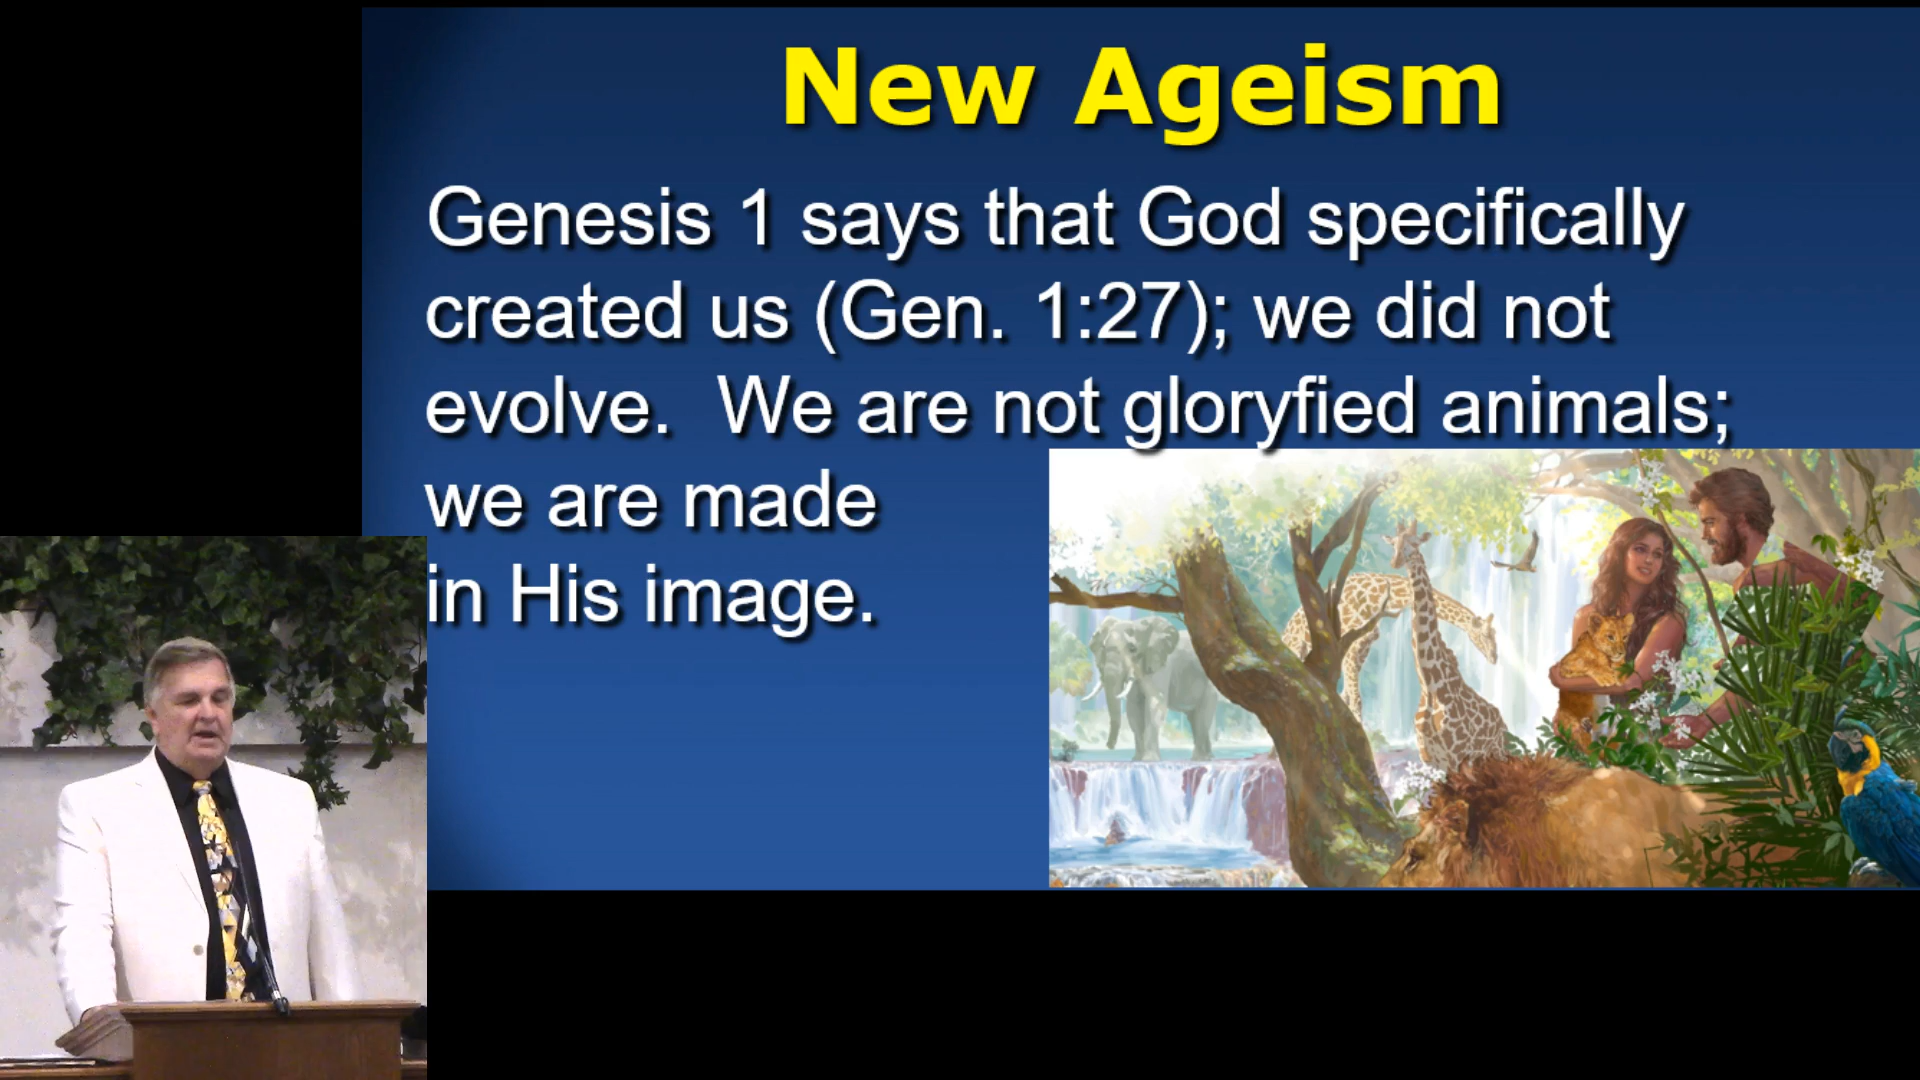 New Ageism
Genesis 1 says that God specifically
created us (Gen. 1:27); we did not
evolve.  We are not gloryfied animals;
we are made
in His image.